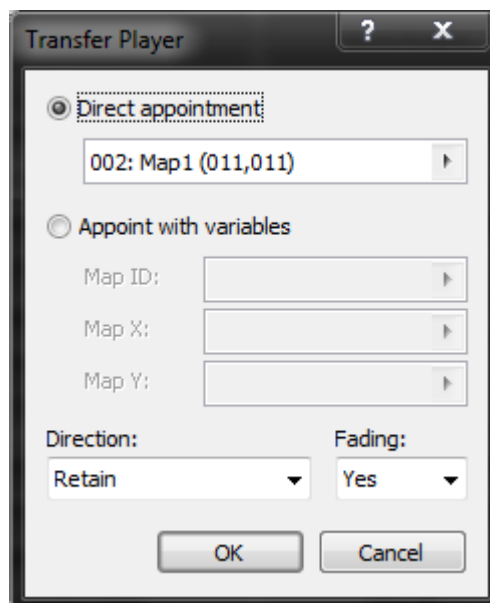 Transfer Player
?
x
Direct appointment
002: Map1 (011,011)
Appoint with variables
Map ID:
Map X:
Map Y:
Direction: Fading:
Retain Yes
OK Cancel